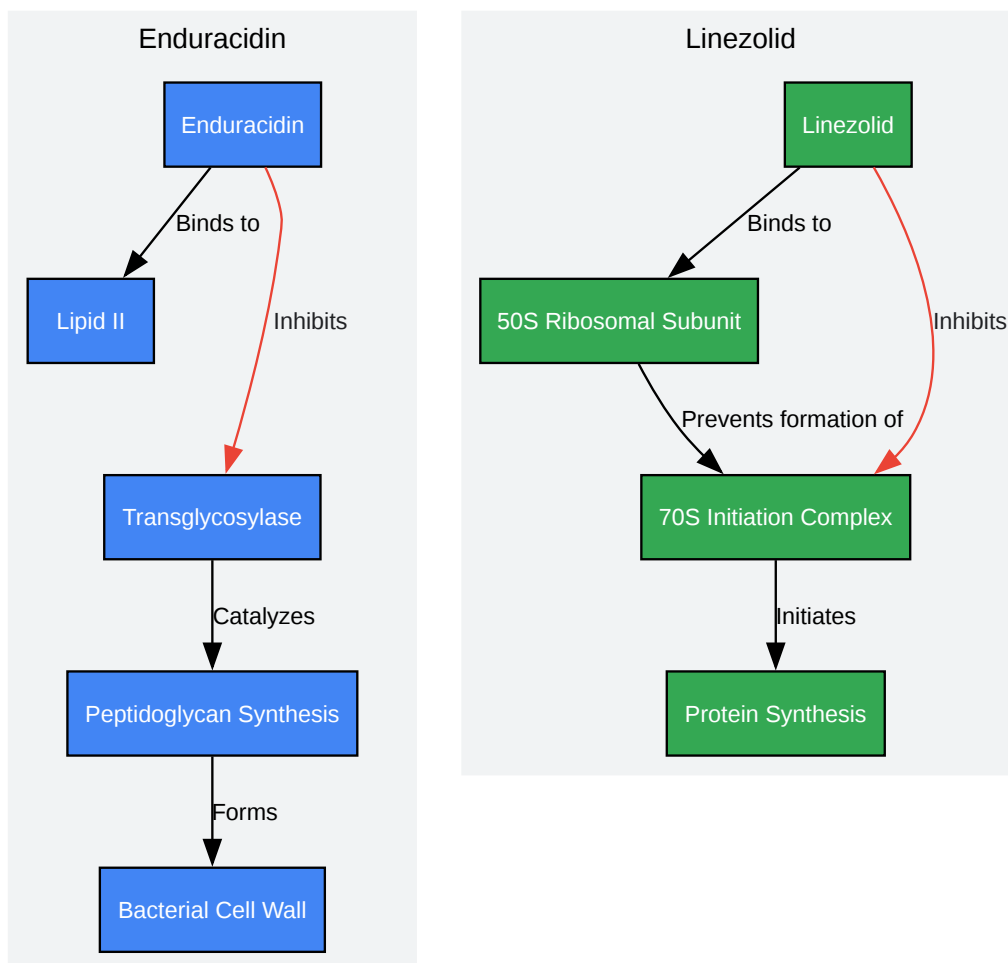 Enduracidin
Enduracidin
Binds to
Lipid II
Inhibits
Transglycosylase
Catalyzes
Peptidoglycan Synthesis
Forms
Bacterial Cell Wall
Linezolid
Linezolid
Binds to
50S Ribosomal Subunit
Inhibits
Prevents formation of
70S Initiation Complex
Initiates
Protein Synthesis